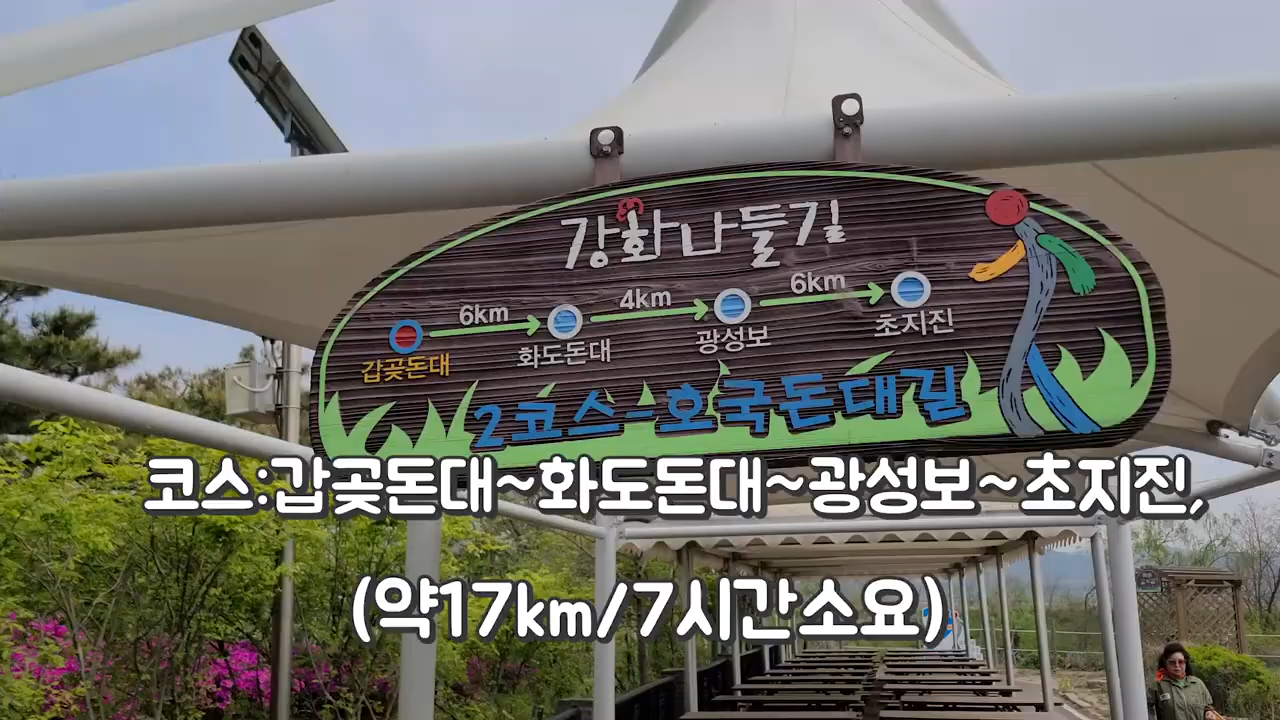 강화나들길
6km 4km 6km
갑곶돈대 화도돈대 광성보 초지진
2코스-호국돈대길
코스:갑곶돈대~화도돈대~광성보~초지진,
(약17km/7시간소요)